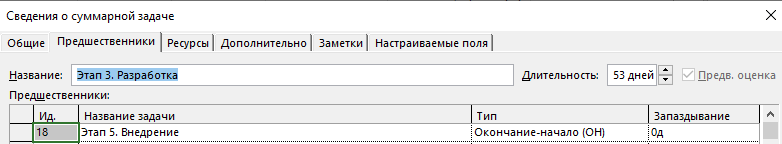 Сведения о суммарной задаче
Общие Предшественники Ресурсы Дополнительно Заметки Настраиваемые поля
Название: Этап 3. Разработка Длительность: 53 дней Предв. оценка
Предшественники:
Ид. Название задачи Тип Запаздывание
18 Этап 5. Внедрение Окончание-начало (ОН) 0д